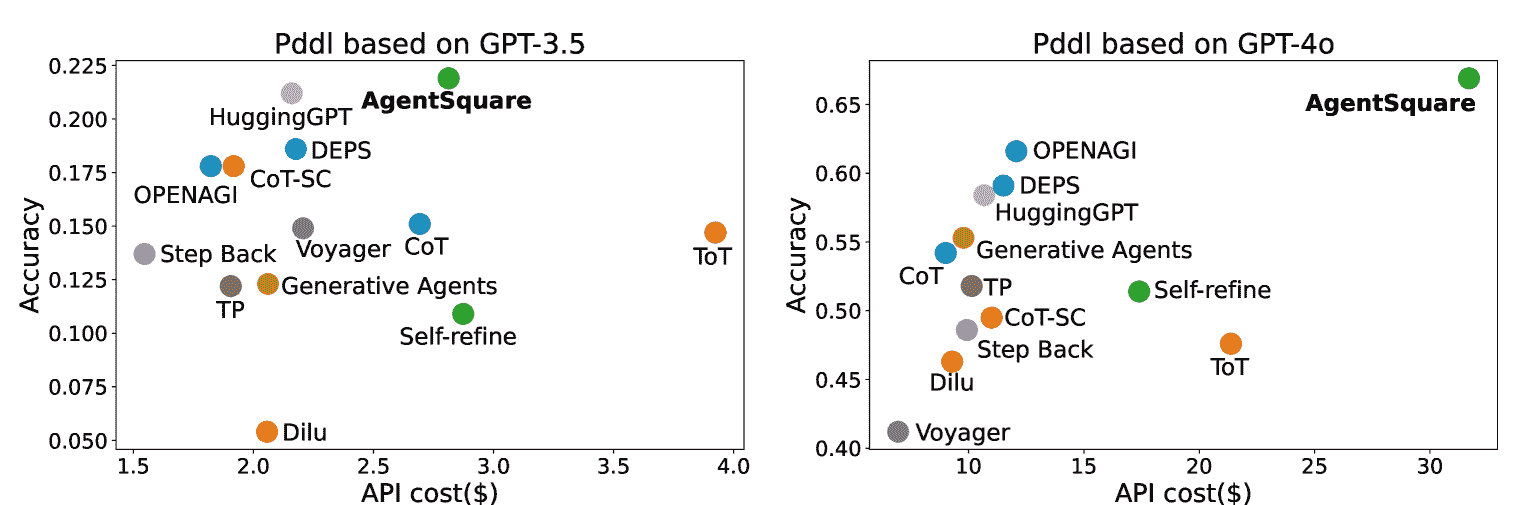 Pddl based on GPT-3.5
Accuracy
0.225
0.200
0.175
0.150
0.125
0.100
0.075
0.050
AgentSquare
HuggingGPT
DEPS
CoT-SC
OPENAGI
Voyager
CoT
Step Back
ToT
Generative Agents
TP
Self-refine
Dilu
1.5
2.0
2.5
3.0
3.5
4.0
API cost($)
Pddl based on GPT-4o
Accuracy
0.65
0.60
0.55
0.50
0.45
0.40
AgentSquare
OPENAGI
DEPS
HuggingGPT
Generative Agents
CoT
TP
Self-refine
CoT-SC
Step Back
ToT
Dilu
Voyager
10
15
20
25
30
API cost($)